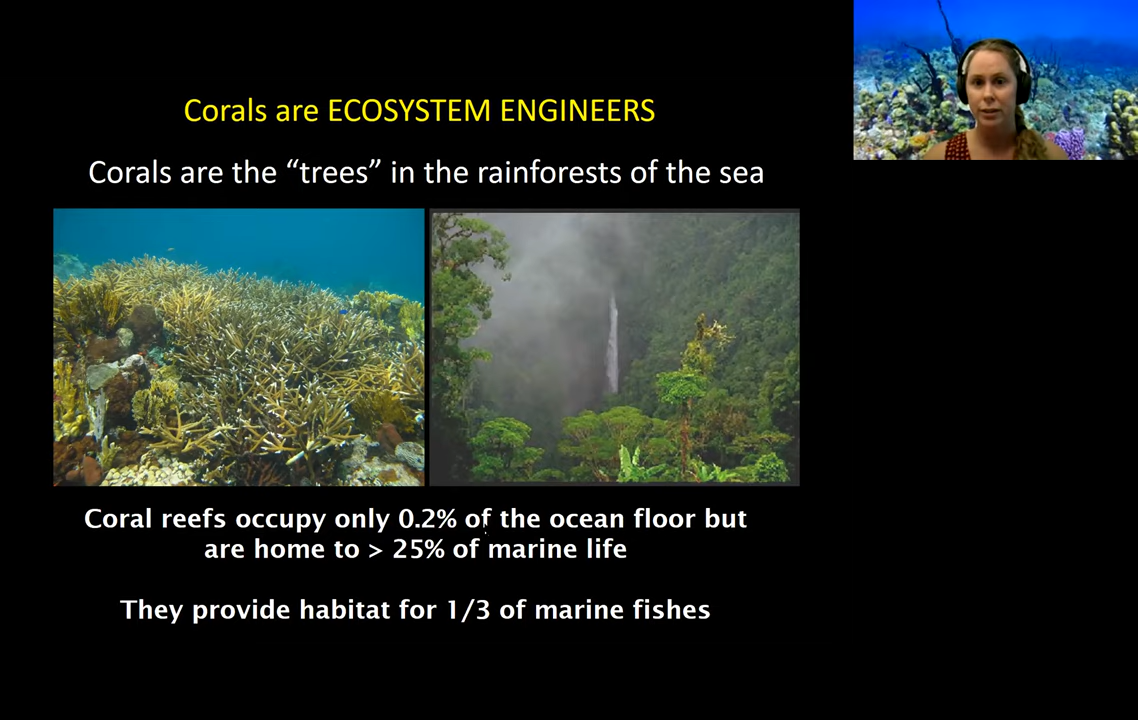 Corals are ECOSYSTEM ENGINEERS
Corals are the “trees” in the rainforests of the sea
Coral reefs occupy only 0.2% of the ocean floor but
are home to > 25% of marine life
They provide habitat for 1/3 of marine fishes